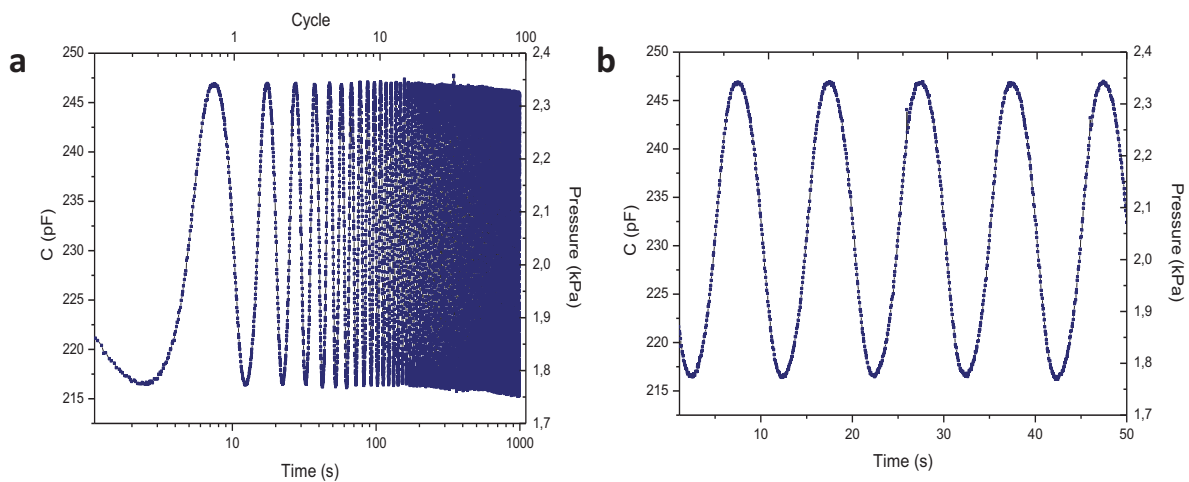 a
Cycle
1 10 100
250
245
240
235
230
225
220
215
C (pF)
2,4
2,3
2,2
2,1
2,0
1,9
1,8
1,7
Pressure (kPa)
10 100 1000
Time (s)
b
250
245
240
235
230
225
220
215
C (pF)
2,4
2,3
2,2
2,1
2,0
1,9
1,8
1,7
Pressure (kPa)
10 20 30 40 50
Time (s)